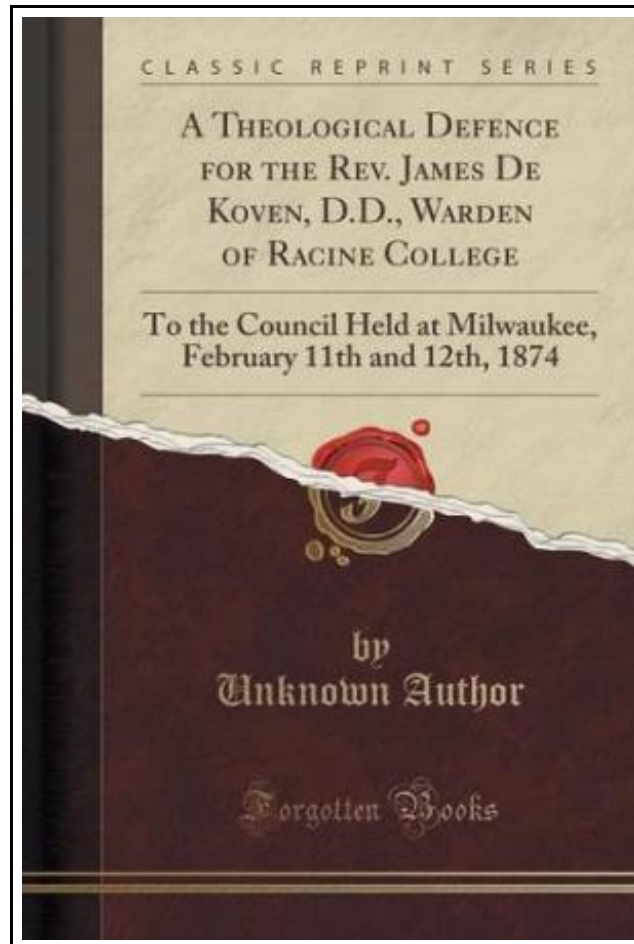 CLASSIC REPRINT SERIES
A THEOLOGICAL DEFENCE
FOR THE REV. JAMES DE
KOVEN, D.D., WARDEN
OF RACINE COLLEGE
To the Council Held at Milwaukee,
February 11th and 12th, 1874
by
Unknown Author
Forgotten Books